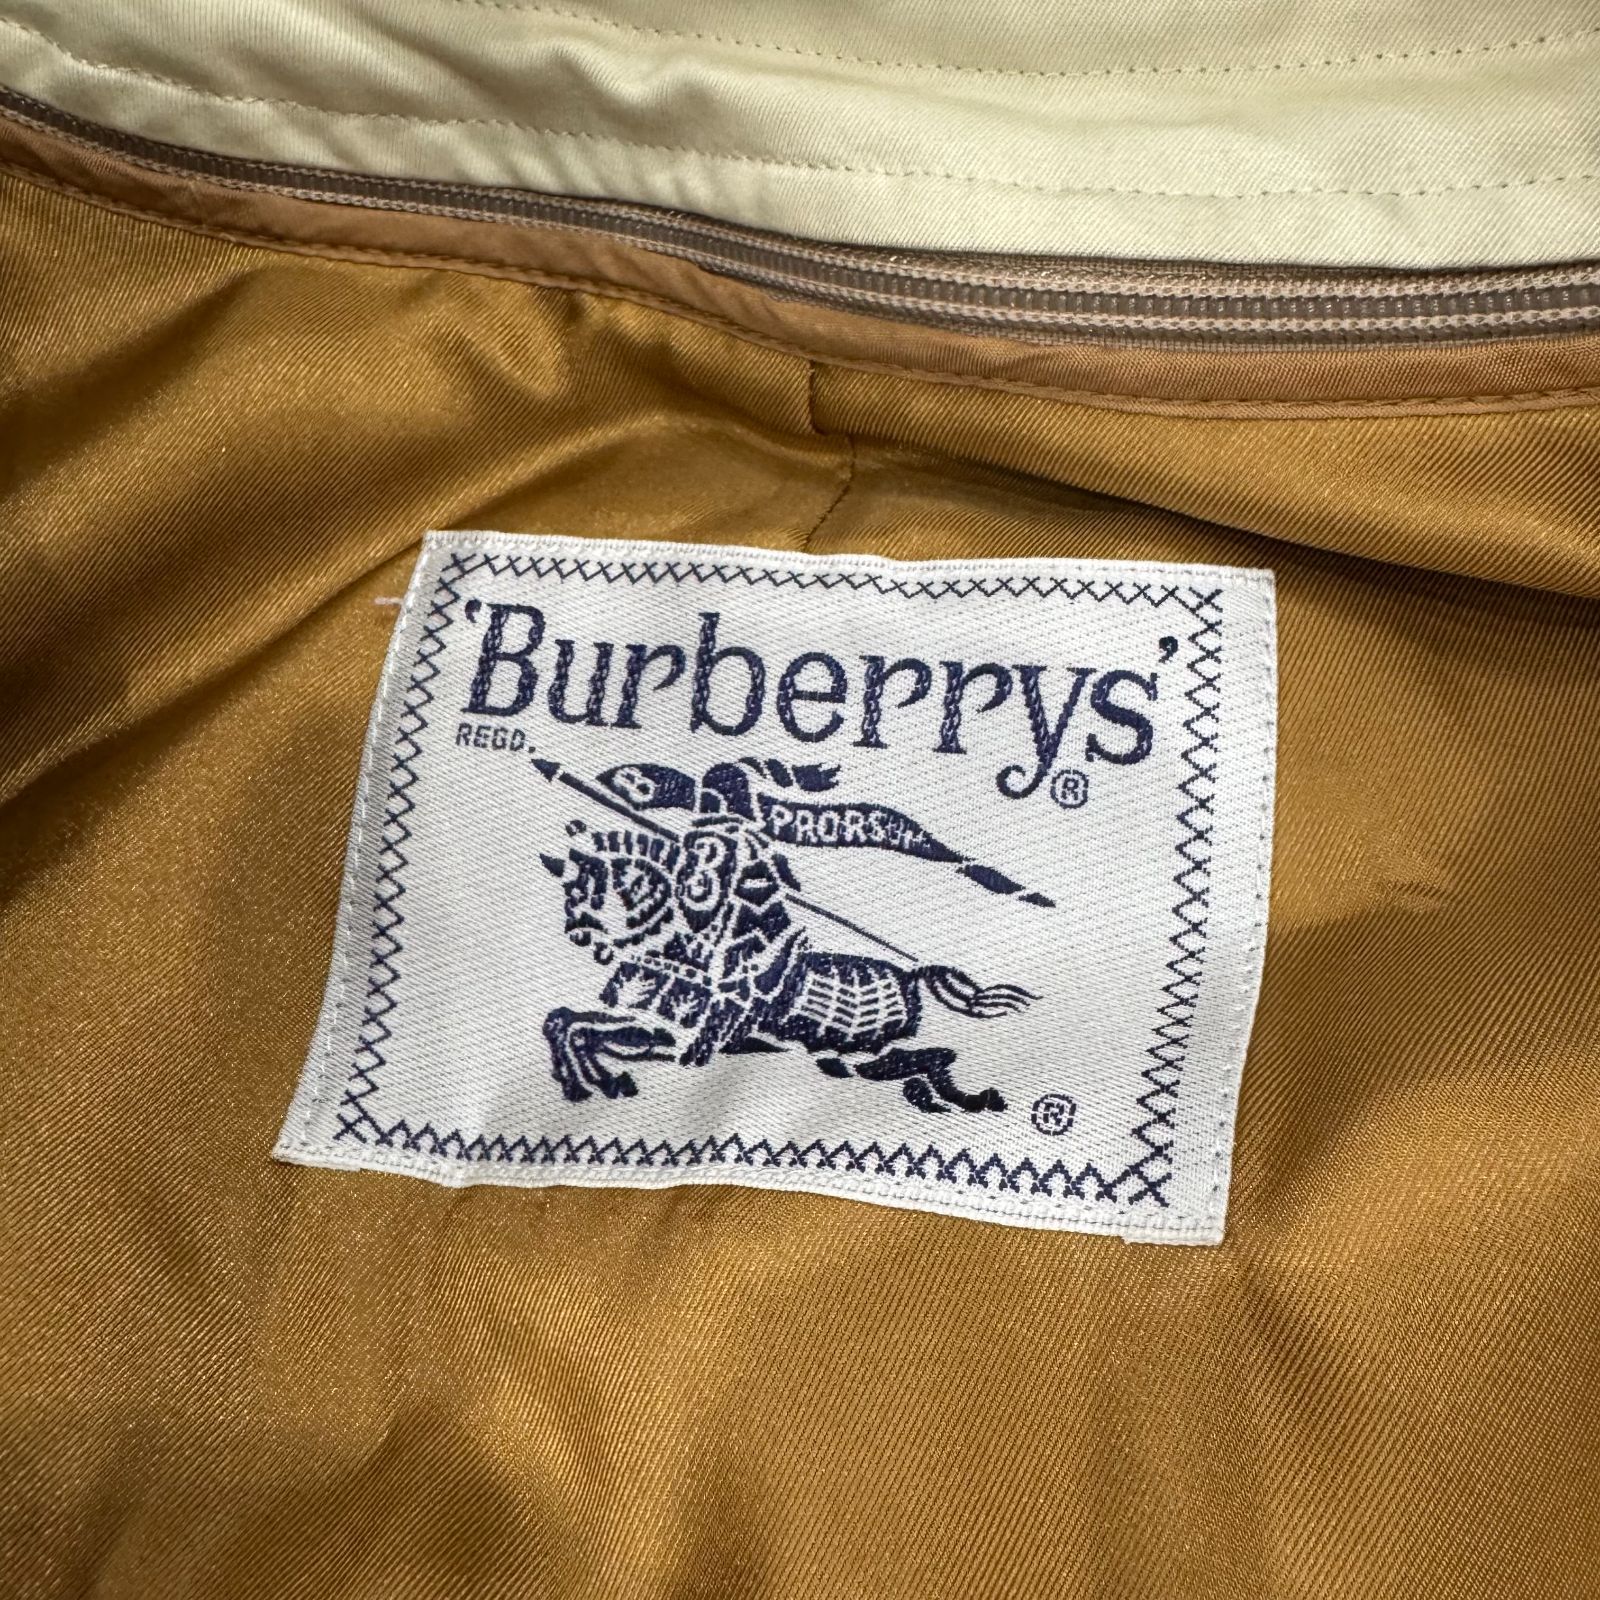 'Burberrys'®
REGD.
B
PRORSUM
B
®